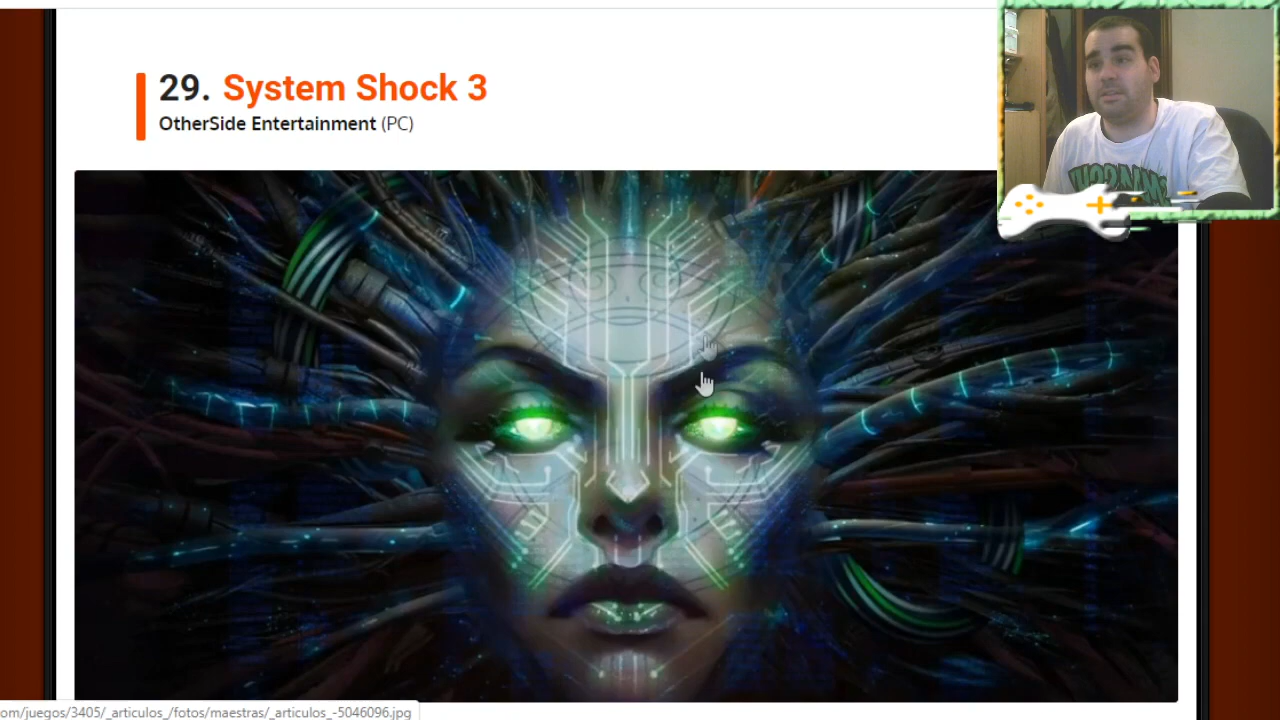 29. System Shock 3
OtherSide Entertainment (PC)
om/juegos/3405/_articulos_/fotos/maestras/_articulos_-5046096.jpg